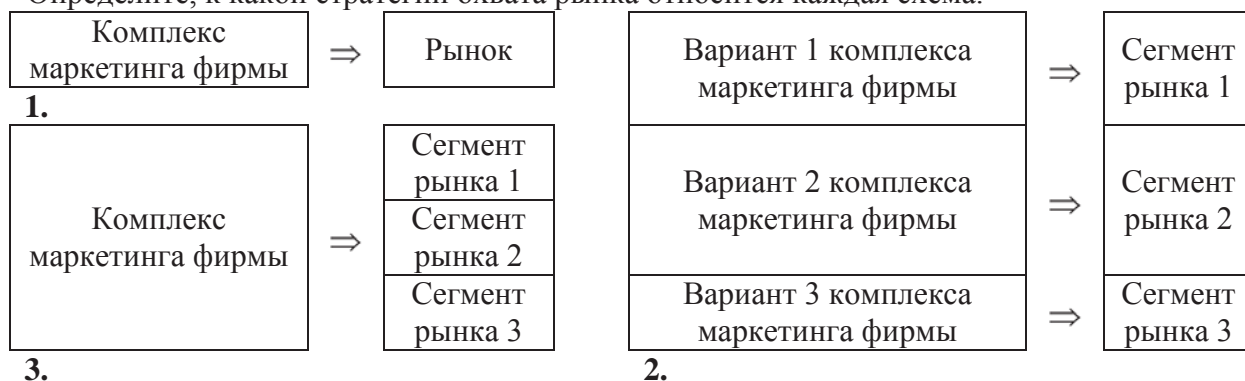 Определите, к какой стратегии охвата рынка относится каждая схема.
Комплекс
маркетинга фирмы
⇒
Рынок
1.
Вариант 1 комплекса
маркетинга фирмы
⇒
Сегмент
рынка 1
Комплекс
маркетинга фирмы
⇒
Сегмент
рынка 1
Сегмент
рынка 2
Сегмент
рынка 3
3.
Вариант 2 комплекса
маркетинга фирмы
⇒
Сегмент
рынка 2
Вариант 3 комплекса
маркетинга фирмы
⇒
Сегмент
рынка 3
2.